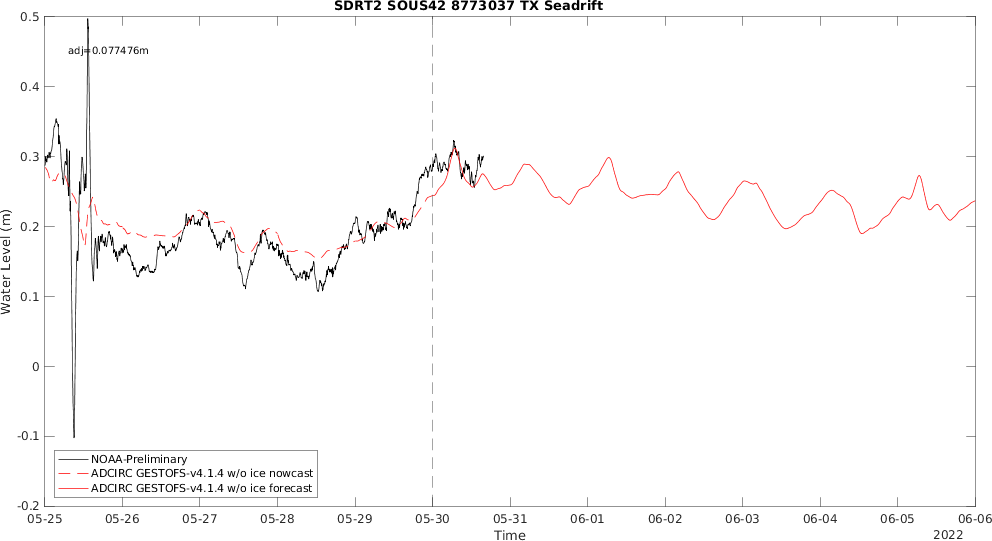 SDRT2 SOUS42 8773037 TX Seadrift
adj=0.077476m
Water Level (m)
0.5
0.4
0.3
0.2
0.1
0
-0.1
-0.2
NOAA-Preliminary
ADCIRC GESTOFS-v4.1.4 w/o ice nowcast
ADCIRC GESTOFS-v4.1.4 w/o ice forecast
05-25 05-26 05-27 05-28 05-29 05-30 05-31 06-01 06-02 06-03 06-04 06-05 06-06
Time
2022